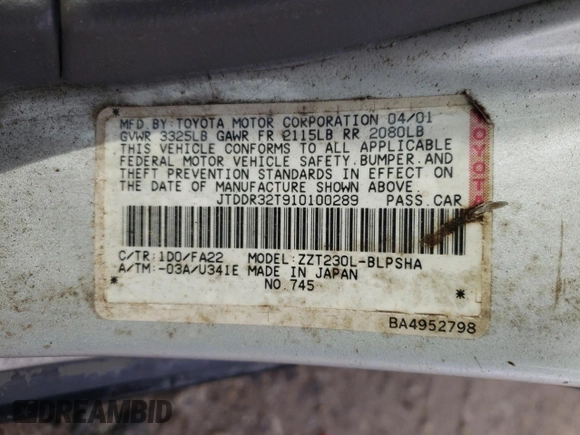 MFD BY: TOYOTA MOTOR CORPORATION 04/01
GVWR 3325LB GAWR FR 2115LB RR 2080LB
THIS VEHICLE CONFORMS TO ALL APPLICABLE
FEDERAL MOTOR VEHICLE SAFETY, BUMPER, AND
THEFT PREVENTION STANDARDS IN EFFECT ON
THE DATE OF MANUFACTURE SHOWN ABOVE.
JTDDR32T910100289 PASS. CAR
TOYOTA
C/TR: 1D0/FA22 MODEL: ZZT230L-BLPSHA
A/TM: -03A/U341E MADE IN JAPAN
NO. 745
BA4952798
DREAMBID